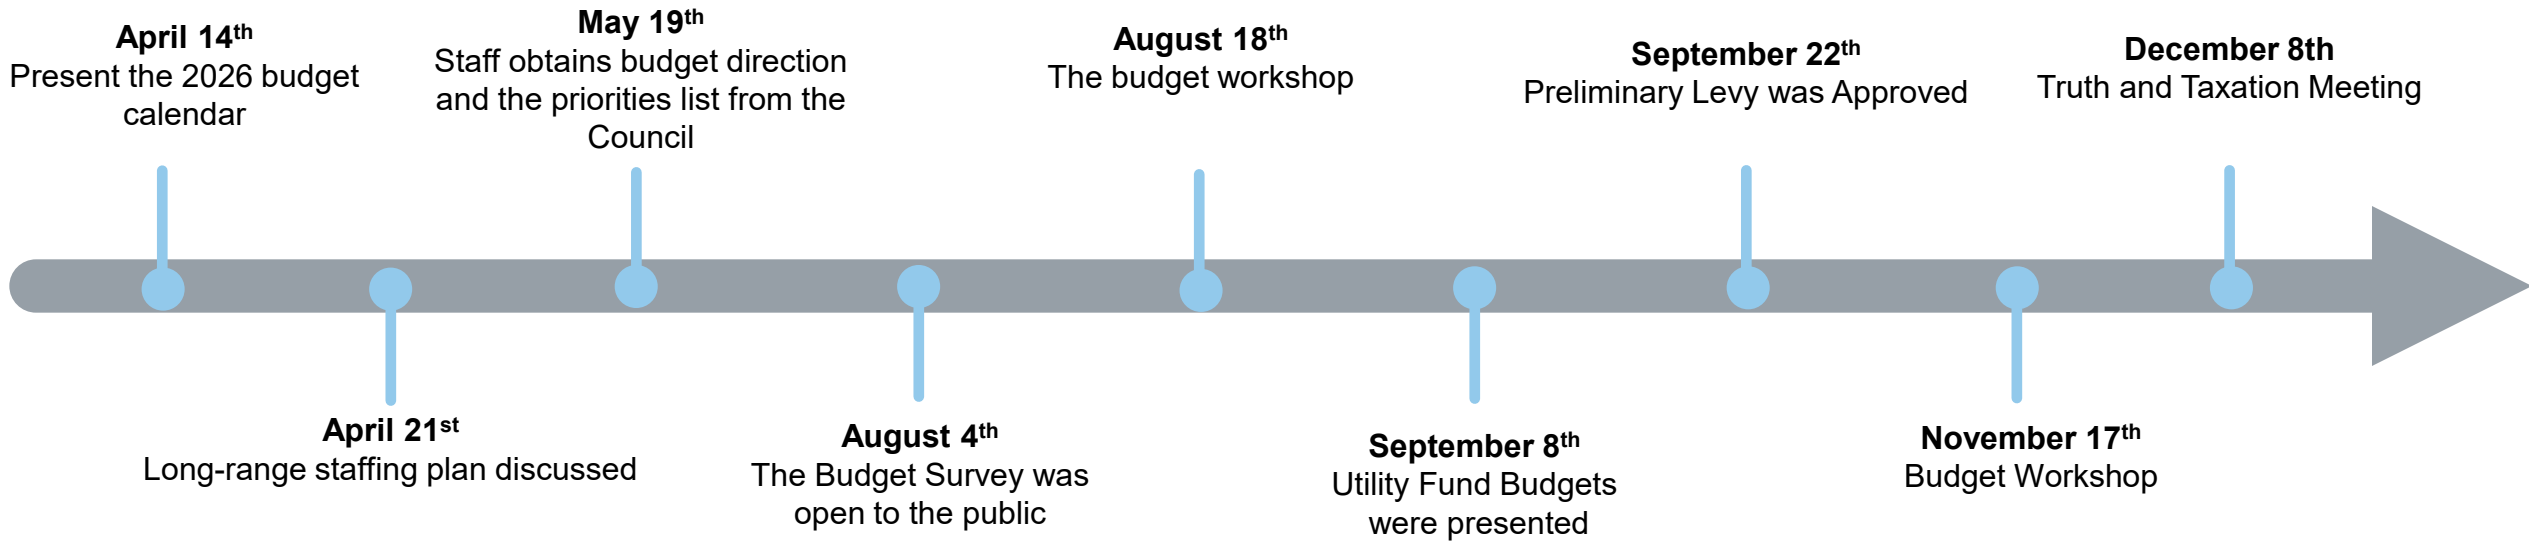 April 14th
Present the 2026 budget
calendar
April 21st
Long-range staffing plan discussed
May 19th
Staff obtains budget direction
and the priorities list from the
Council
August 4th
The Budget Survey was
open to the public
August 18th
The budget workshop
September 8th
Utility Fund Budgets
were presented
September 22th
Preliminary Levy was Approved
November 17th
Budget Workshop
December 8th
Truth and Taxation Meeting